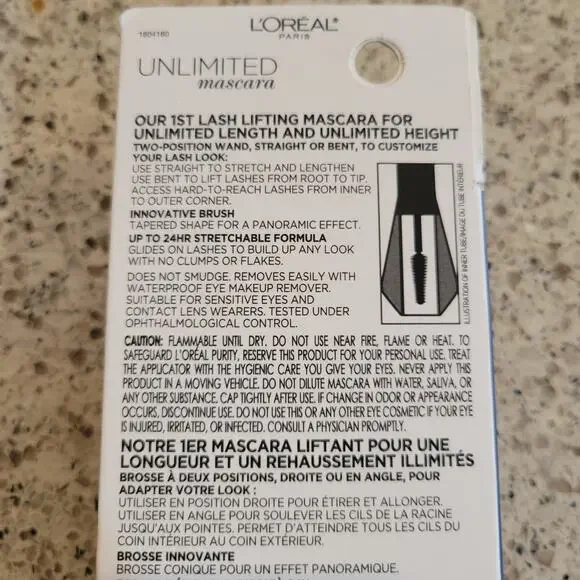 1804160
L'ORÉAL
PARIS
UNLIMITED
mascara
OUR 1ST LASH LIFTING MASCARA FOR
UNLIMITED LENGTH AND UNLIMITED HEIGHT
TWO-POSITION WAND, STRAIGHT OR BENT, TO CUSTOMIZE
YOUR LASH LOOK:
USE STRAIGHT TO STRETCH AND LENGTHEN
USE BENT TO LIFT LASHES FROM ROOT TO TIP.
ACCESS HARD-TO-REACH LASHES FROM INNER
TO OUTER CORNER.
INNOVATIVE BRUSH
TAPERED SHAPE FOR A PANORAMIC EFFECT.
UP TO 24HR STRETCHABLE FORMULA
GLIDES ON LASHES TO BUILD UP ANY LOOK
WITH NO CLUMPS OR FLAKES.
DOES NOT SMUDGE. REMOVES EASILY WITH
WATERPROOF EYE MAKEUP REMOVER.
SUITABLE FOR SENSITIVE EYES AND
CONTACT LENS WEARERS. TESTED UNDER
OPHTHALMOLOGICAL CONTROL.
ILLUSTRATION OF INNER TUBE/IMAGE DU TUBE INTÉRIEUR
CAUTION: FLAMMABLE UNTIL DRY. DO NOT USE NEAR FIRE, FLAME OR HEAT. TO
SAFEGUARD L'ORÉAL PURITY, RESERVE THIS PRODUCT FOR YOUR PERSONAL USE. TREAT
THE APPLICATOR WITH THE HYGIENIC CARE YOU GIVE YOUR EYES. NEVER APPLY THIS
PRODUCT IN A MOVING VEHICLE. DO NOT DILUTE MASCARA WITH WATER, SALIVA, OR
ANY OTHER SUBSTANCE. CAP TIGHTLY AFTER USE. IF CHANGE IN ODOR OR APPEARANCE
OCCURS, DISCONTINUE USE. DO NOT USE THIS OR ANY OTHER EYE COSMETIC IF YOUR EYE
IS INJURED, IRRITATED, OR INFECTED. CONSULT A PHYSICIAN PROMPTLY.
NOTRE 1ER MASCARA LIFTANT POUR UNE
LONGUEUR ET UN REHAUSSEMENT ILLIMITÉS
BROSSE À DEUX POSITIONS, DROITE OU EN ANGLE, POUR
ADAPTER VOTRE LOOK :
UTILISER EN POSITION DROITE POUR ÉTIRER ET ALLONGER.
UTILISER EN ANGLE POUR SOULEVER LES CILS DE LA RACINE
JUSQU'AUX POINTES. PERMET D'ATTEINDRE TOUS LES CILS DU
COIN INTÉRIEUR AU COIN EXTÉRIEUR.
BROSSE INNOVANTE
BROSSE CONIQUE POUR UN EFFET PANORAMIQUE.